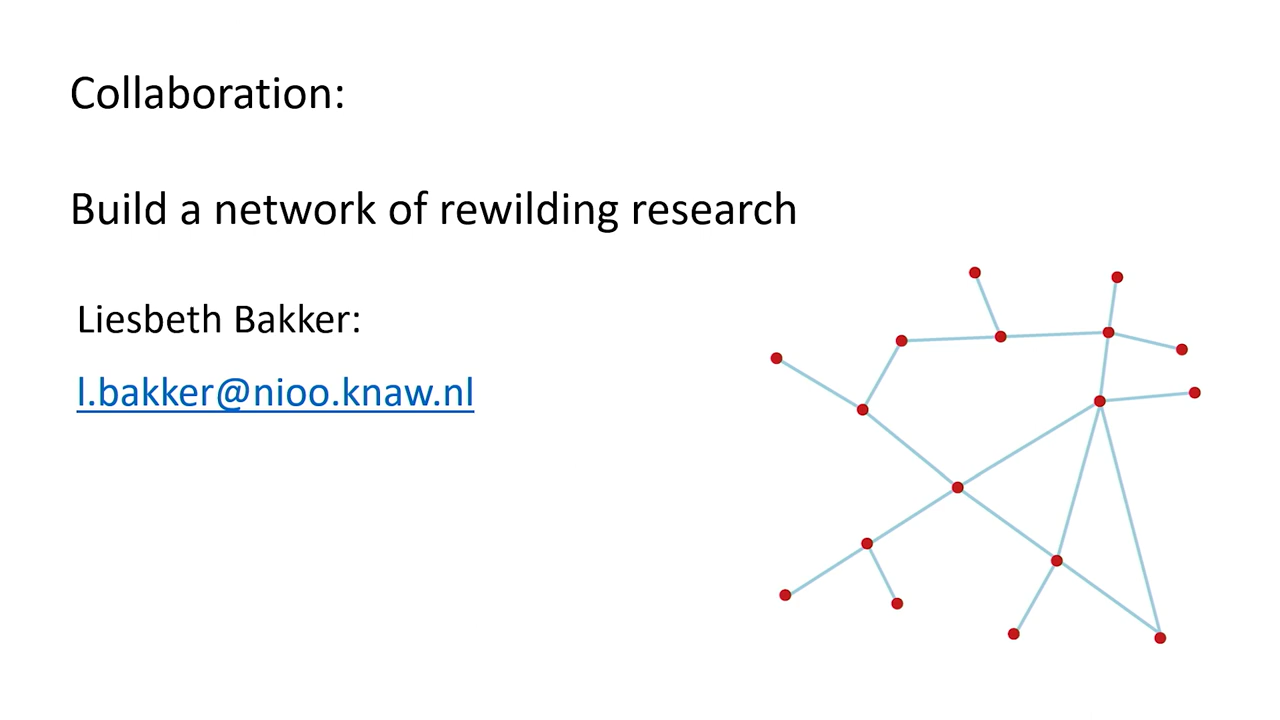 Collaboration:
Build a network of rewilding research
Liesbeth Bakker:
l.bakker@nioo.knaw.nl